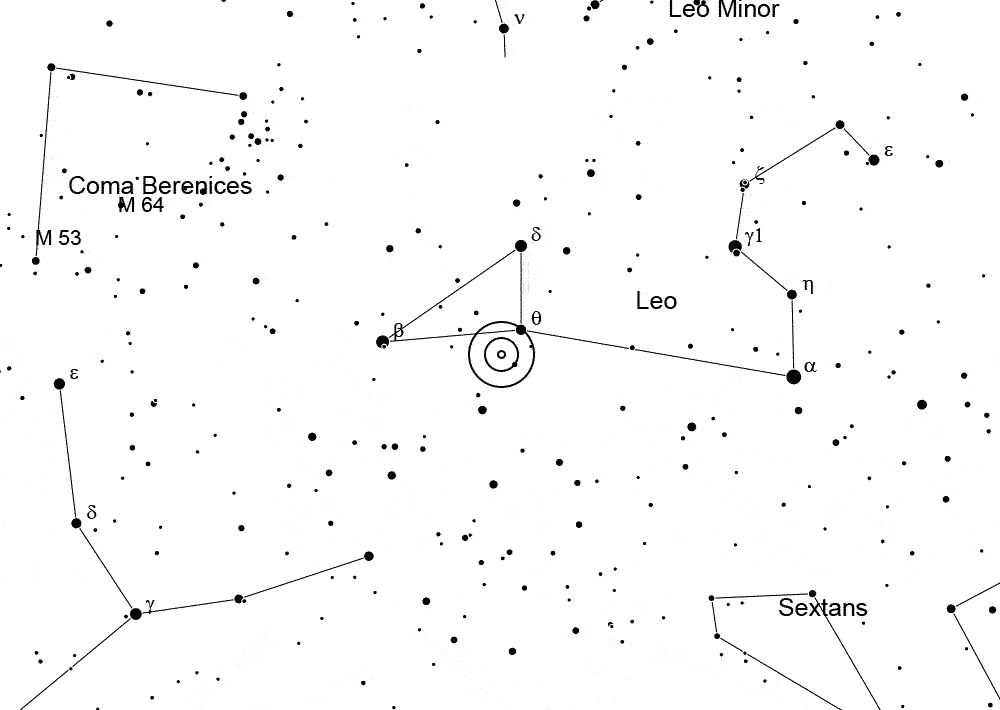 Leo Minor
ν
ε
ζ
Coma Berenices
M 64
M 53
γ1
δ
η
Leo
θ
β
α
ε
δ
γ
Sextans